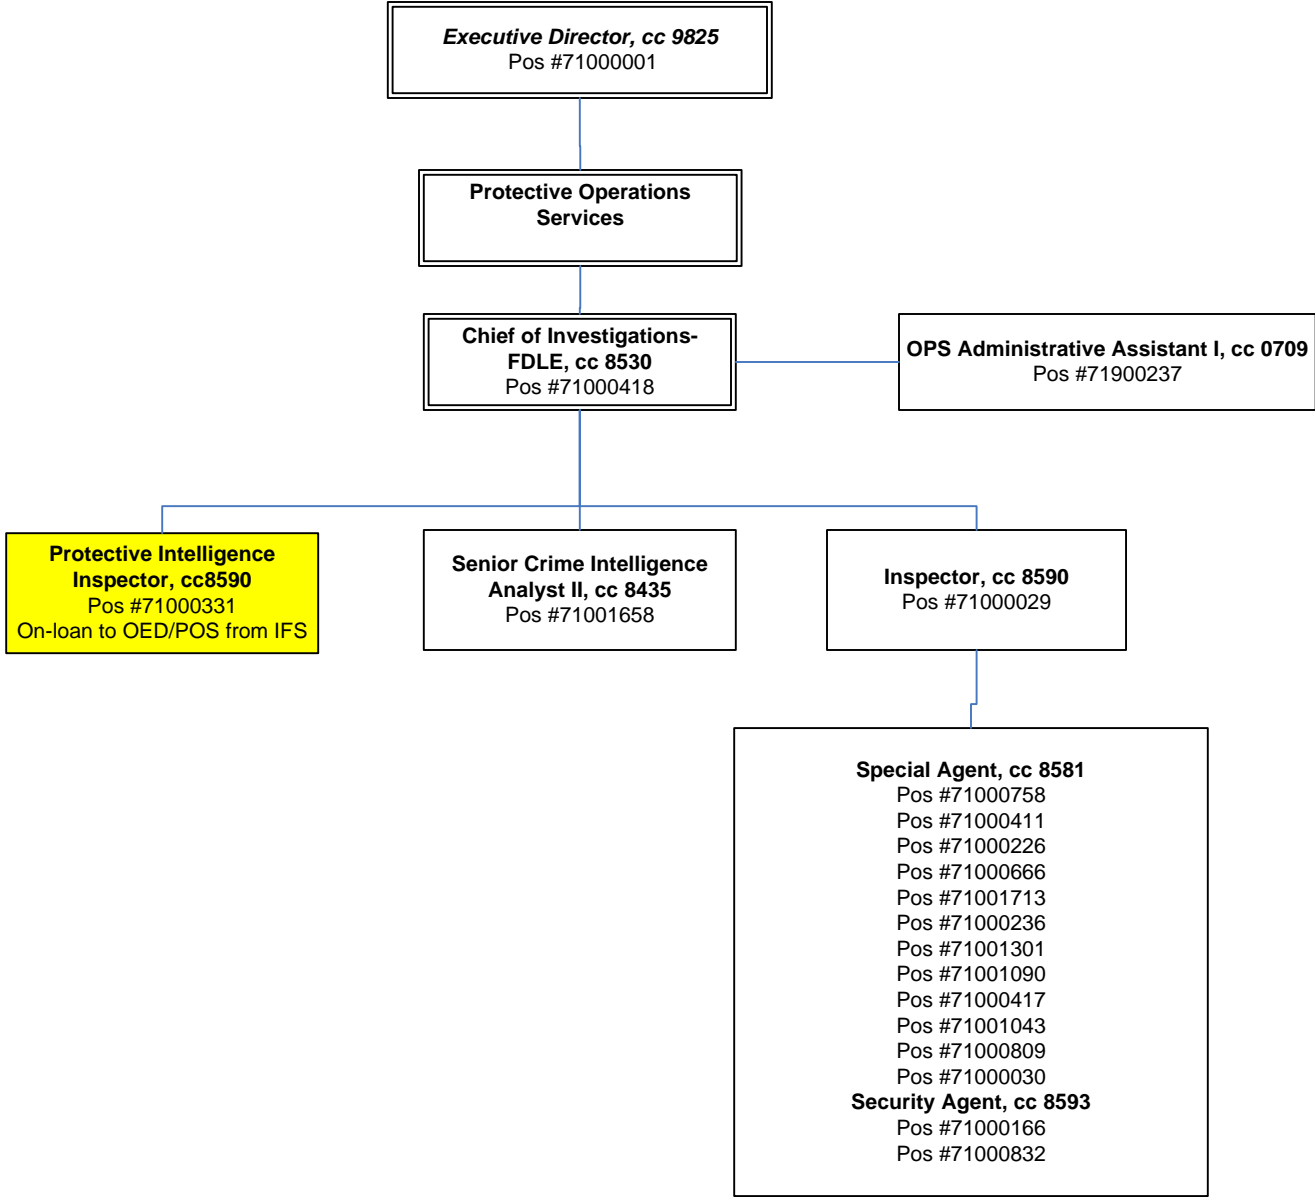 Executive Director, cc 9825
Pos #71000001
Protective Operations
Services
Chief of Investigations-
FDLE, cc 8530
Pos #71000418
OPS Administrative Assistant I, cc 0709
Pos #71900237
Protective Intelligence
Inspector, cc8590
Pos #71000331
On-loan to OED/POS from IFS
Senior Crime Intelligence
Analyst II, cc 8435
Pos #71001658
Inspector, cc 8590
Pos #71000029
Special Agent, cc 8581
Pos #71000758
Pos #71000411
Pos #71000226
Pos #71000666
Pos #71001713
Pos #71000236
Pos #71001301
Pos #71001090
Pos #71000417
Pos #71001043
Pos #71000809
Pos #71000030
Security Agent, cc 8593
Pos #71000166
Pos #71000832